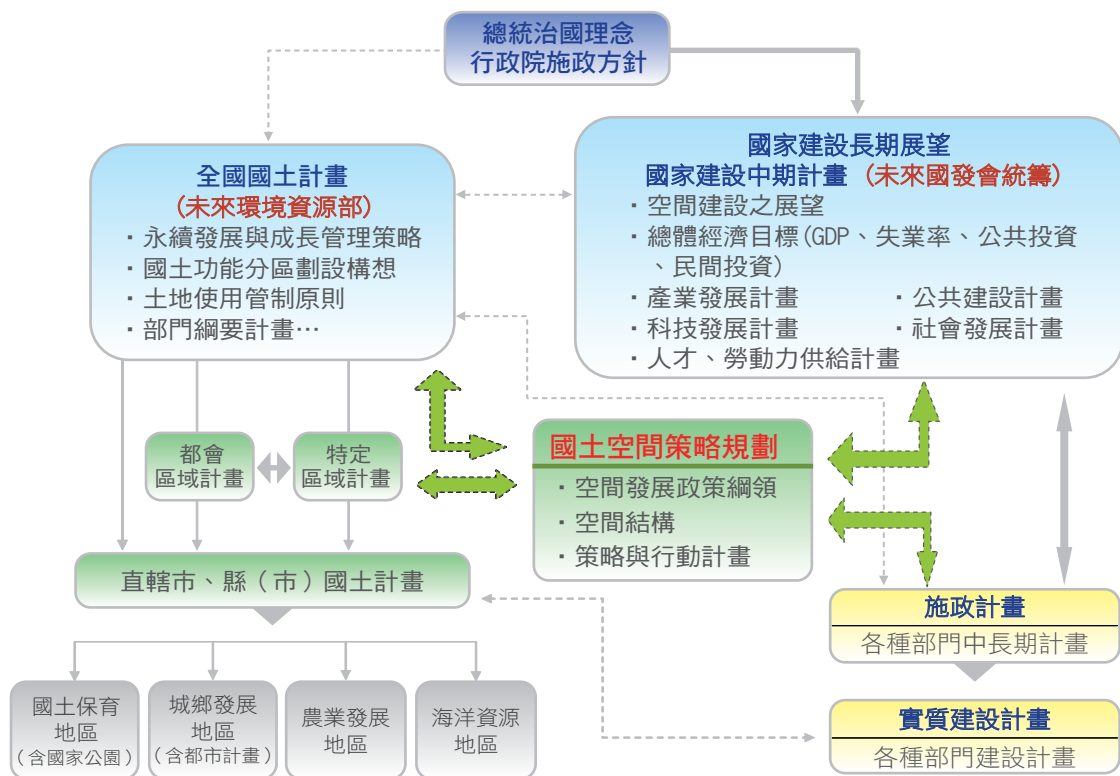 總統治國理念
行政院施政方針
全國國土計畫
(未來環境資源部)
・永續發展與成長管理策略
・國土功能分區劃設構想
・土地使用管制原則
・部門綱要計畫…
國家建設長期展望
國家建設中期計畫 (未來國發會統籌)
・空間建設之展望
・總體經濟目標(GDP、失業率、公共投資
、民間投資)
・產業發展計畫 ・公共建設計畫
・科技發展計畫 ・社會發展計畫
・人才、勞動力供給計畫
都會
區域計畫
特定
區域計畫
國土空間策略規劃
・空間發展政策綱領
・空間結構
・策略與行動計畫
直轄市、縣（市）國土計畫
施政計畫
各種部門中長期計畫
國土保育
地區
(含國家公園)
城鄉發展
地區
(含都市計畫)
農業發展
地區
海洋資源
地區
實質建設計畫
各種部門建設計畫